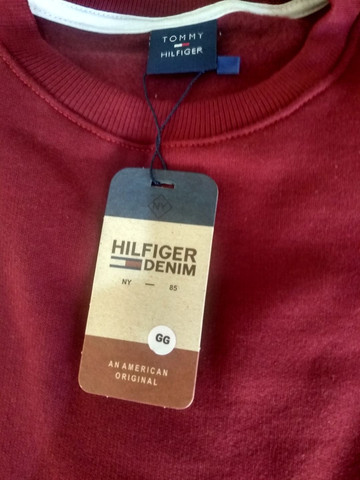 TOMMY
HILFIGER
HILFIGER
DENIM
NY — 85
GG
AN AMERICAN
ORIGINAL